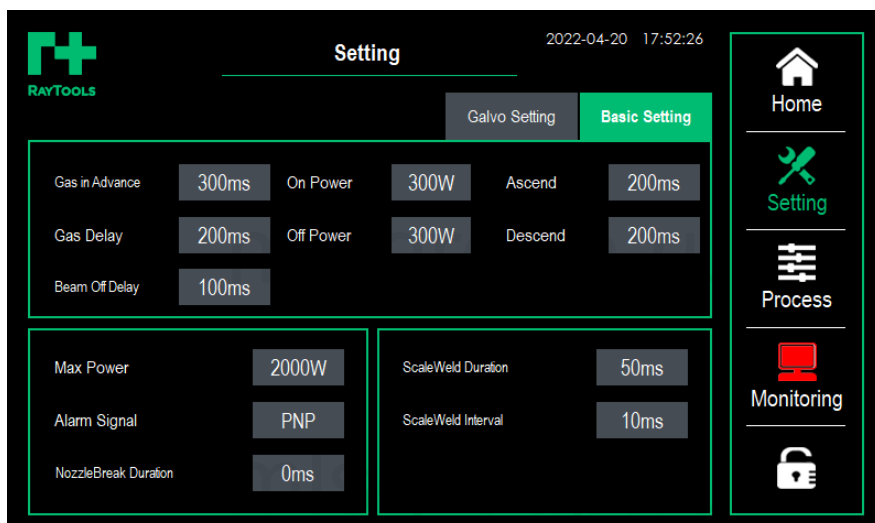 RAYTOOLS
Setting
2022-04-20 17:52:26
Galvo Setting
Basic Setting
Gas in Advance 300ms On Power 300W Ascend 200ms
Gas Delay 200ms Off Power 300W Descend 200ms
Beam Off Delay 100ms
Max Power 2000W
Alarm Signal PNP
NozzleBreak Duration 0ms
ScaleWeld Duration 50ms
ScaleWeld Interval 10ms
Home
Setting
Process
Monitoring